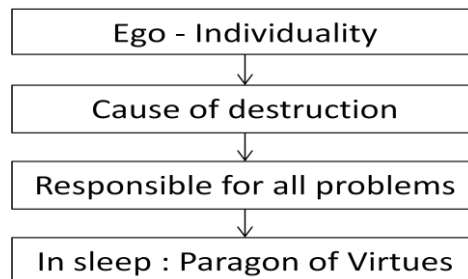 Ego - Individuality
Cause of destruction
Responsible for all problems
In sleep : Paragon of Virtues